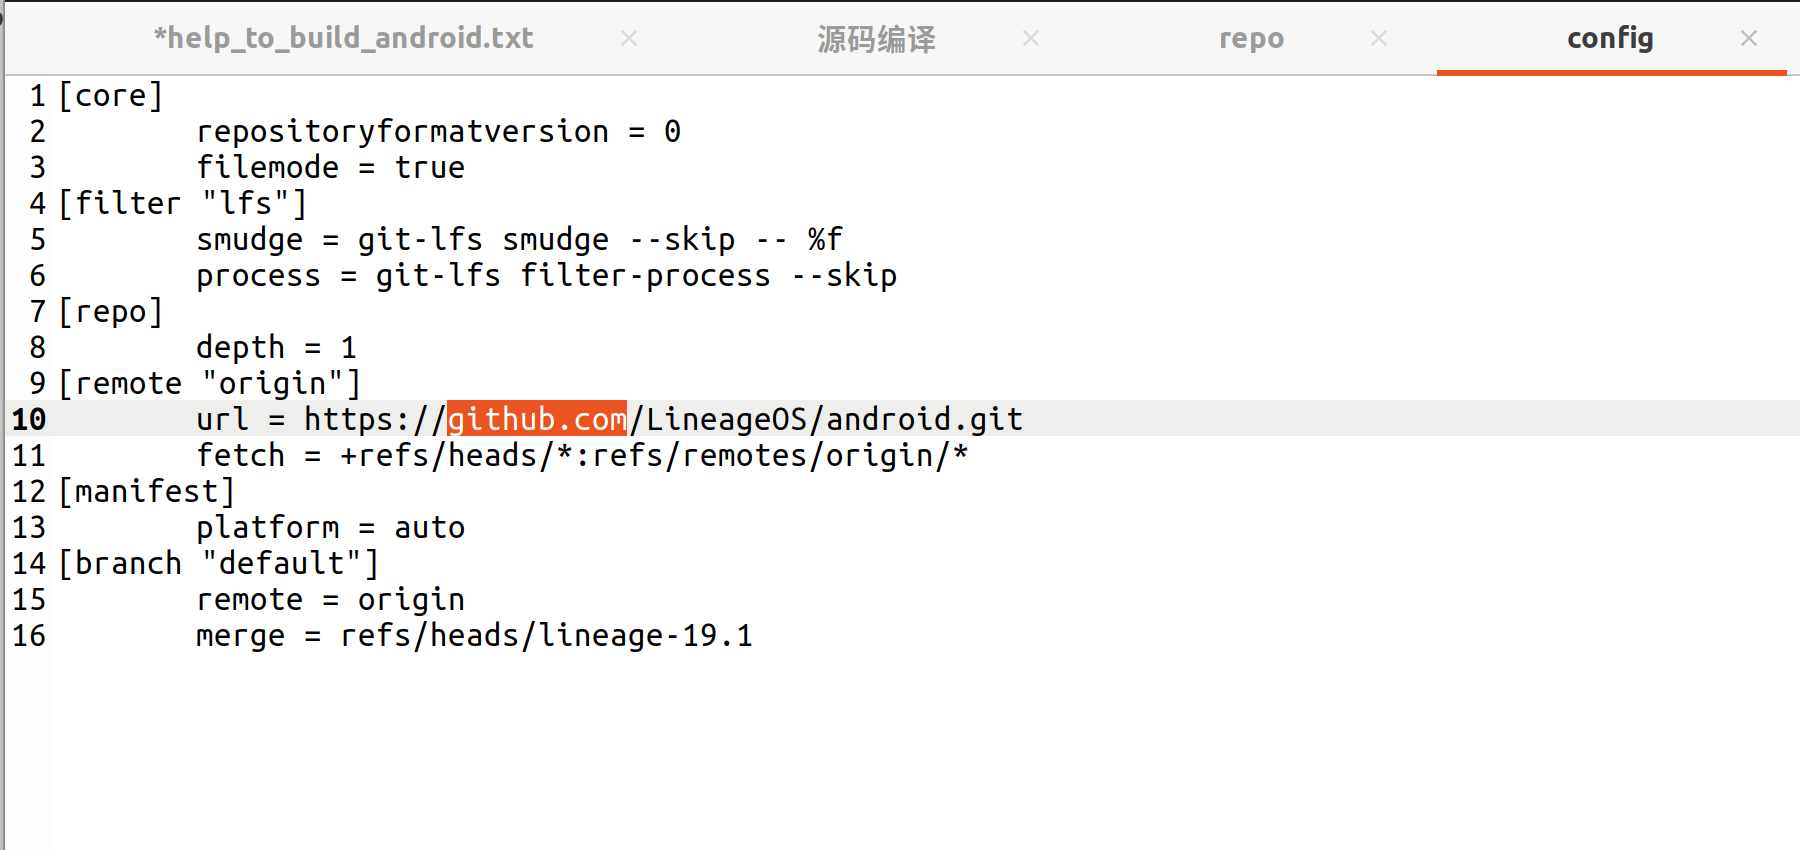 *help_to_build_android.txt × 源码编译 × repo × config ×
1 [core]
2 repositoryformatversion = 0
3 filemode = true
4 [filter "lfs"]
5 smudge = git-lfs smudge --skip -- %f
6 process = git-lfs filter-process --skip
7 [repo]
8 depth = 1
9 [remote "origin"]
10 url = https://github.com/LineageOS/android.git
11 fetch = +refs/heads/*:refs/remotes/origin/*
12 [manifest]
13 platform = auto
14 [branch "default"]
15 remote = origin
16 merge = refs/heads/lineage-19.1